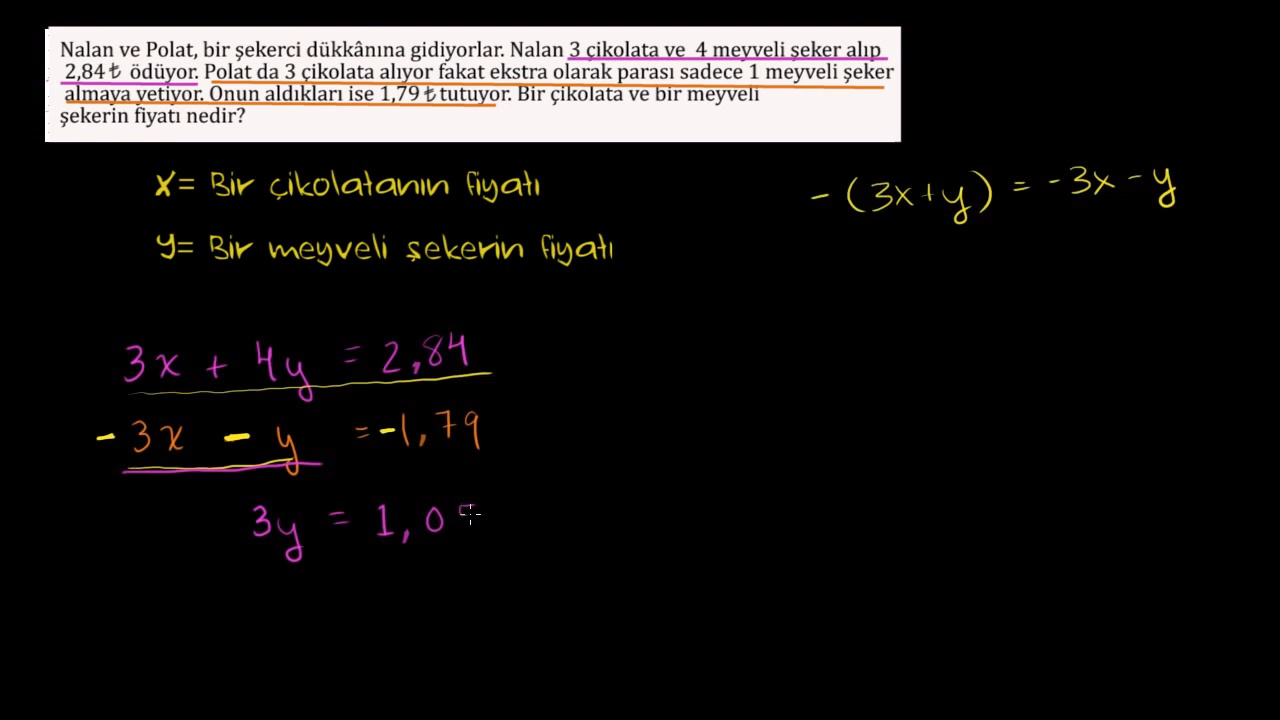 Nalan ve Polat, bir şekerci dükkânına gidiyorlar. Nalan 3 çikolata ve 4 meyveli şeker alıp
2,84 ₺ ödüyor. Polat da 3 çikolata alıyor fakat ekstra olarak parası sadece 1 meyveli şeker
almaya yetiyor. Onun aldıkları ise 1,79 ₺ tutuyor. Bir çikolata ve bir meyveli
şekerin fiyatı nedir?
x= Bir çikolatanın fiyatı
-(3x+y) = -3x-y
y= Bir meyveli şekerin fiyatı
3x + 4y = 2,84
-3x - y = -1,79
3y = 1,0